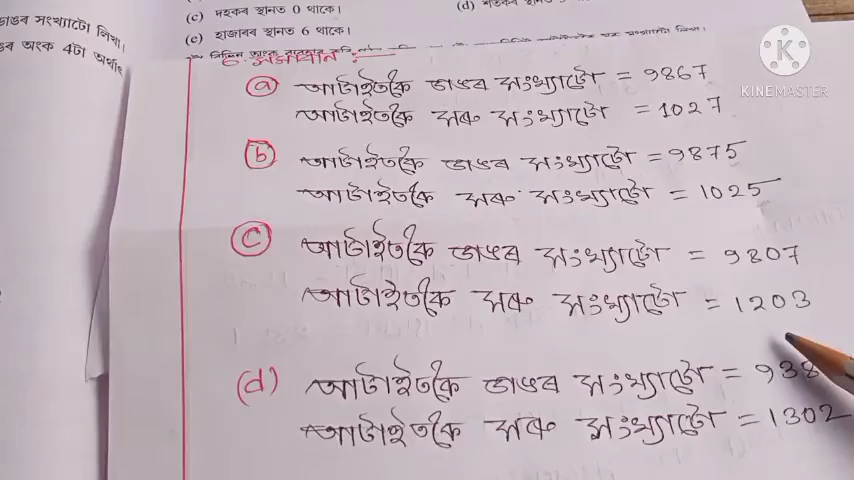 ডাঙৰ সংখ্যাটো লিখা।
অংক 4টা অৰ্থাৎ
(c) দহকৰ স্থানত 0 থাকে।
(d)
(c) হাজাৰৰ স্থানত 6 থাকে।
KINEMASTER
(a) আটাইতকৈ ডাঙৰ সংখ্যাটো = 9867
আটাইতকৈ সৰু সংখ্যাটো = 1027
(b) আটাইতকৈ ডাঙৰ সংখ্যাটো = 9875
আটাইতকৈ সৰু সংখ্যাটো = 1025
(c) আটাইতকৈ ডাঙৰ সংখ্যাটো = 9807
আটাইতকৈ সৰু সংখ্যাটো = 1203
(d) আটাইতকৈ ডাঙৰ সংখ্যাটো = 938
আটাইতকৈ সৰু সংখ্যাটো = 1302